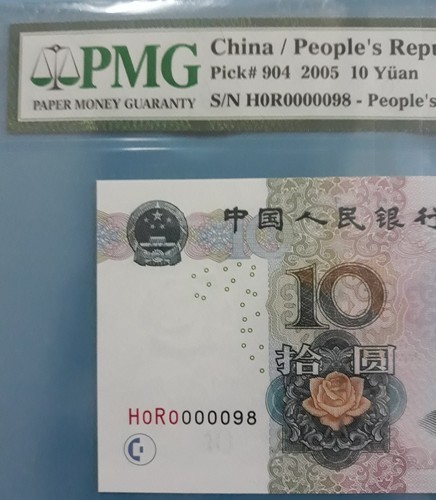 PMG
PAPER MONEY GUARANTY
China / People's Repu
Pick# 904 2005 10 Yüan
S/N H0R0000098 - People's
中国人民银行
10
拾圆
H0R0000098